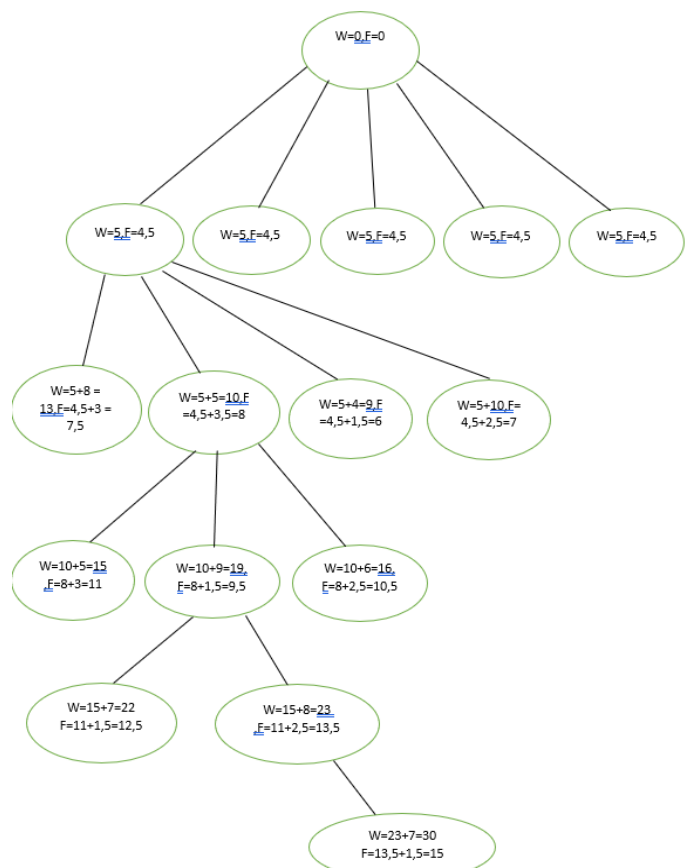 W=0,F=0
W=5,F=4,5
W=5,F=4,5
W=5,F=4,5
W=5,F=4,5
W=5,F=4,5
W=5+8 =
13,F=4,5+3 =
7,5
W=5+5=10,F
=4,5+3,5=8
W=5+4=9,F
=4,5+1,5=6
W=5+10,F=
4,5+2,5=7
W=10+5=15
,F=8+3=11
W=10+9=19,
F=8+1,5=9,5
W=10+6=16,
F=8+2,5=10,5
W=15+7=22
F=11+1,5=12,5
W=15+8=23
,F=11+2,5=13,5
W=23+7=30
F=13,5+1,5=15